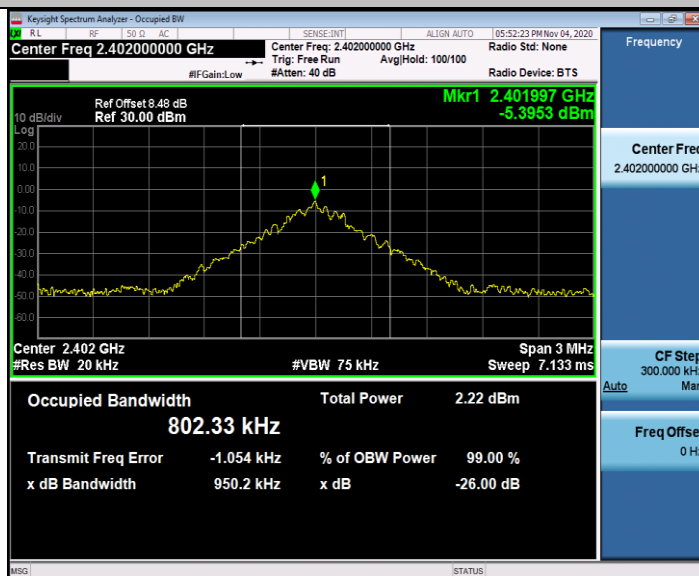 Keysight Spectrum Analyzer - Occupied BW
RL RF 50 Ω AC SENSE:INT ALIGN AUTO 05:52:23 PM Nov 04, 2020
Center Freq 2.402000000 GHz
Center Freq: 2.402000000 GHz
Radio Std: None
Trig: Free Run Avg|Hold: 100/100
#IFGain:Low #Atten: 40 dB Radio Device: BTS
Frequency
Ref Offset 8.48 dB
10 dB/div Ref 30.00 dBm
Mkr1 2.401997 GHz
-5.3953 dBm
Log
20.0
10.0
0.00
-10.0
-20.0
-30.0
-40.0
-50.0
-60.0
1
Center 2.402 GHz Span 3 MHz
#Res BW 20 kHz #VBW 75 kHz Sweep 7.133 ms
Occupied Bandwidth Total Power 2.22 dBm
802.33 kHz
Transmit Freq Error -1.054 kHz % of OBW Power 99.00 %
x dB Bandwidth 950.2 kHz x dB -26.00 dB
Center Freq
2.402000000 GHz
CF Step
300.000 kHz
Auto Man
Freq Offset
0 Hz
MSG STATUS